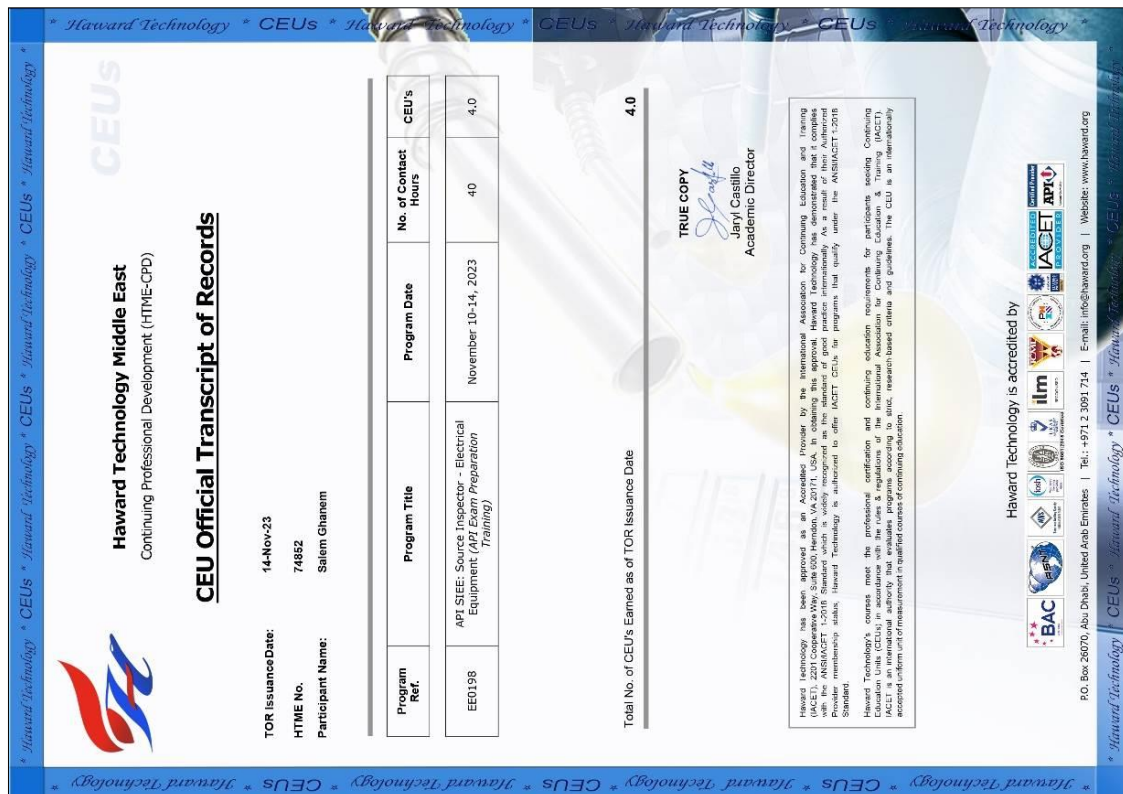 * Haward Technology * CEUs * Haward Technology * CEUs * Haward Technology * CEUs * Haward Technology *
CEUs
Haward Technology Middle East
Continuing Professional Development (HTME-CPD)
CEU Official Transcript of Records
TOR Issuance Date: 14-Nov-23
HTME No. 74852
Participant Name: Salem Ghanem
Program Ref. Program Title Program Date No. of Contact Hours CEU's
EE0198 API SIEE: Source Inspector - Electrical Equipment (API Exam Preparation Training) November 10-14, 2023 40 4.0
Total No. of CEU's Earned as of TOR Issuance Date 4.0
TRUE COPY
Jaryl Castillo
Academic Director
Haward Technology has been approved as an Accredited Provider by the International Association for Continuing Education and Training
(IACET), 2201 Cooperative Way, Suite 600, Herndon, VA 20171, USA. In obtaining this approval, Haward Technology has demonstrated that it complies
with the ANSI/IACET 1-2018 Standard which is widely recognized as the standard of good practice internationally. As a result of their Authorized
Provider membership status, Haward Technology is authorized to offer IACET CEUs for programs that qualify under the ANSI/IACET 1-2018
Standard.
Haward Technology's courses meet the professional certification and continuing education requirements for participants seeking Continuing
Education Units (CEUs) in accordance with the rules & regulations of the International Association for Continuing Education & Training (IACET).
IACET is an international authority that evaluates programs according to strict, research-based criteria and guidelines. The CEU is an internationally
accepted uniform unit of measurement in qualified courses of continuing education.
Haward Technology is accredited by
BAC
ASNT
ABS
bosh
ilm
ACCREDITED
IACET
PROVIDER
API
P.O. Box 26070, Abu Dhabi, United Arab Emirates | Tel.: +971 2 3091 714 | E-mail: info@haward.org | Website: www.haward.org